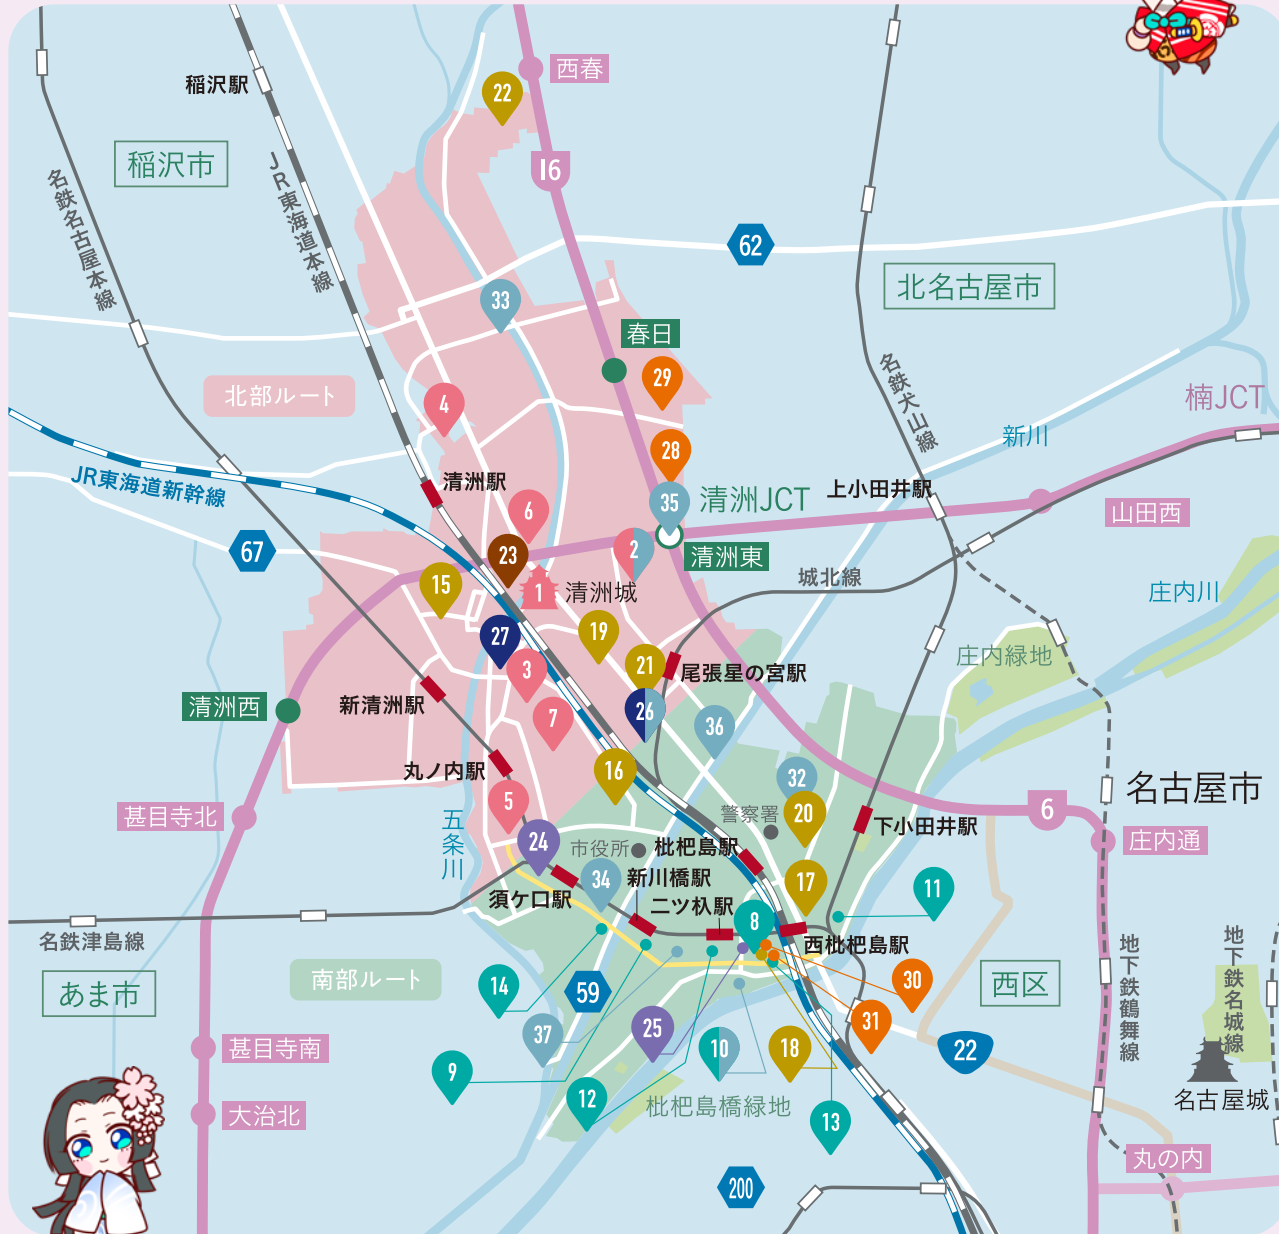 西春
稲沢駅
22
稲沢市
JR東海道本線
16
名鉄名古屋本線
62
北名古屋市
33
春日
29
名鉄犬山線
北部ルート
4
楠JCT
28
新川
JR東海道新幹線
清洲駅
上小田井駅
35
清洲JCT
6
山田西
67
23
2
清洲東
15
1
清洲城
城北線
庄内川
27
19
3
21
尾張星の宮駅
庄内緑地
新清洲駅
清洲西
7
26
36
丸ノ内駅
16
32
名古屋市
5
甚目寺北
五条川
24
市役所
警察署
20
6
下小田井駅
枇杷島駅
庄内通
34
新川橋駅
17
11
須ケ口駅
二ツ杁駅
8
西枇杷島駅
名鉄津島線
南部ルート
あま市
14
59
30
西区
地下鉄鶴舞線
地下鉄名城線
37
25
31
甚目寺南
9
10
18
22
12
枇杷島橋緑地
13
大治北
名古屋城
丸の内
200